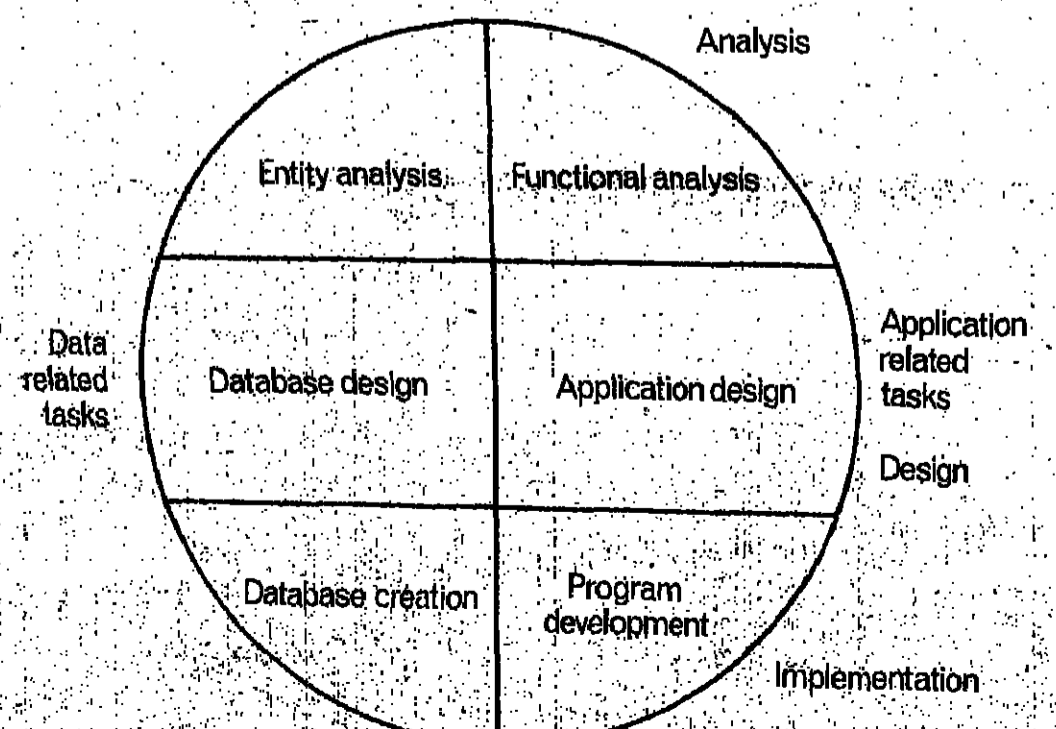 Analysis
Entity analysis
Functional analysis
Data
related
tasks
Database design
Application design
Application
related
tasks
Design
Database creation
Program
development
Implementation